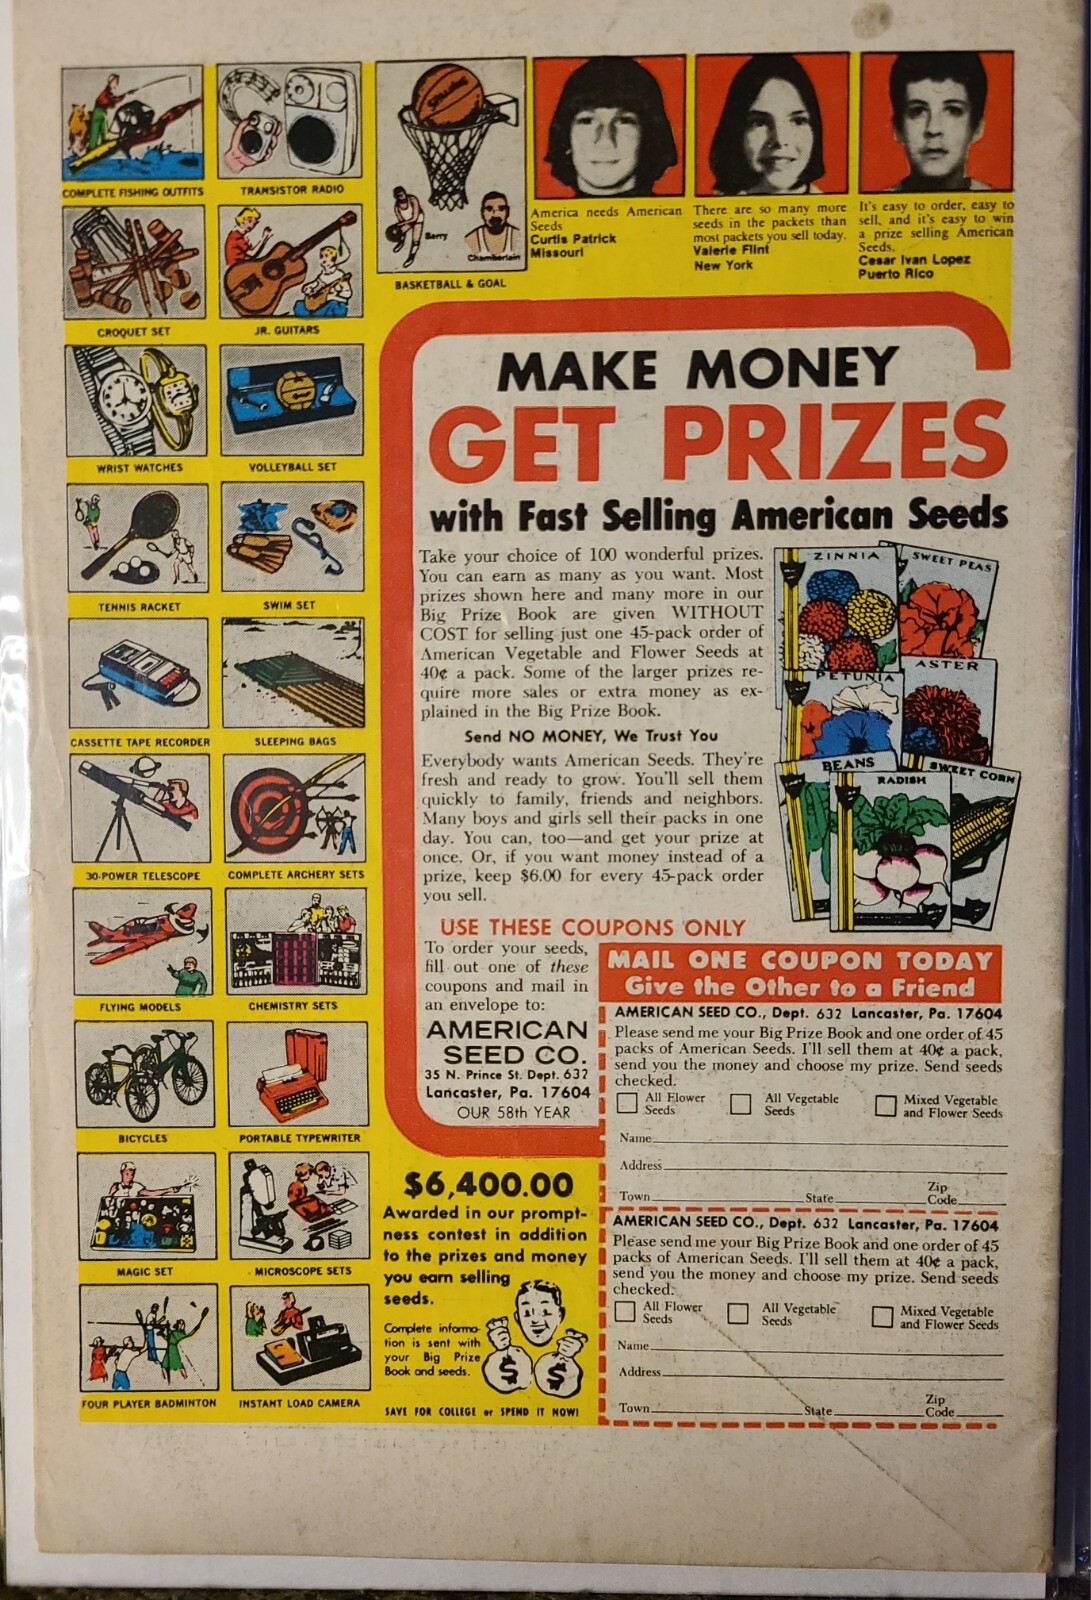 COMPLETE FISHING OUTFITS
TRANSISTOR RADIO
CROQUET SET
JR. GUITARS
WRIST WATCHES
VOLLEYBALL SET
TENNIS RACKET
SWIM SET
CASSETTE TAPE RECORDER
SLEEPING BAGS
30-POWER TELESCOPE
COMPLETE ARCHERY SETS
FLYING MODELS
CHEMISTRY SETS
BICYCLES
PORTABLE TYPEWRITER
MAGIC SET
MICROSCOPE SETS
FOUR PLAYER BADMINTON
INSTANT LOAD CAMERA
Barry
Chamberlain
BASKETBALL & GOAL
America needs American
Seeds
Curtis Patrick
Missouri
There are so many more
seeds in the packets than
most packets you sell today.
Valerie Flint
New York
It's easy to order, easy to
sell, and it's easy to win
a prize selling American
Seeds.
Cesar Ivan Lopez
Puerto Rico
MAKE MONEY
GET PRIZES
with Fast Selling American Seeds
Take your choice of 100 wonderful prizes.
You can earn as many as you want. Most
prizes shown here and many more in our
Big Prize Book are given WITHOUT
COST for selling just one 45-pack order of
American Vegetable and Flower Seeds at
40¢ a pack. Some of the larger prizes re-
quire more sales or extra money as ex-
plained in the Big Prize Book.
Send NO MONEY, We Trust You
Everybody wants American Seeds. They're
fresh and ready to grow. You'll sell them
quickly to family, friends and neighbors.
Many boys and girls sell their packs in one
day. You can, too—and get your prize at
once. Or, if you want money instead of a
prize, keep $6.00 for every 45-pack order
you sell.
ZINNIA
SWEET PEAS
ASTER
PETUNIA
BEANS
RADISH
SWEET CORN
USE THESE COUPONS ONLY
To order your seeds,
fill out one of these
coupons and mail in
an envelope to:
AMERICAN
SEED CO.
35 N. Prince St. Dept. 632
Lancaster, Pa. 17604
OUR 58th YEAR
$6,400.00
Awarded in our prompt-
ness contest in addition
to the prizes and money
you earn selling
seeds.
Complete informa-
tion is sent with
your Big Prize
Book and seeds.
$ $
SAVE FOR COLLEGE or SPEND IT NOW!
MAIL ONE COUPON TODAY
Give the Other to a Friend
AMERICAN SEED CO., Dept. 632 Lancaster, Pa. 17604
Please send me your Big Prize Book and one order of 45
packs of American Seeds. I'll sell them at 40¢ a pack,
send you the money and choose my prize. Send seeds
checked.
All Flower
Seeds
All Vegetable
Seeds
Mixed Vegetable
and Flower Seeds
Name
Address
Town State Zip
Code
AMERICAN SEED CO., Dept. 632 Lancaster, Pa. 17604
Please send me your Big Prize Book and one order of 45
packs of American Seeds. I'll sell them at 40¢ a pack,
send you the money and choose my prize. Send seeds
checked.
All Flower
Seeds
All Vegetable
Seeds
Mixed Vegetable
and Flower Seeds
Name
Address
Town State Zip
Code